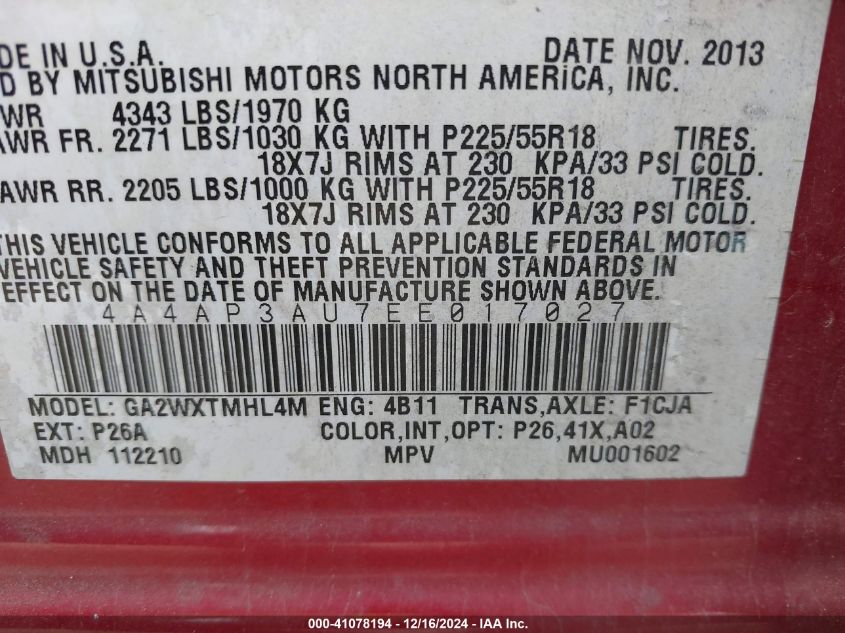 DE IN U.S.A. DATE NOV. 2013
D BY MITSUBISHI MOTORS NORTH AMERICA, INC.
WR 4343 LBS/1970 KG
AWR FR. 2271 LBS/1030 KG WITH P225/55R18 TIRES.
18X7J RIMS AT 230 KPA/33 PSI COLD.
AWR RR. 2205 LBS/1000 KG WITH P225/55R18 TIRES.
18X7J RIMS AT 230 KPA/33 PSI COLD.
THIS VEHICLE CONFORMS TO ALL APPLICABLE FEDERAL MOTOR
VEHICLE SAFETY AND THEFT PREVENTION STANDARDS IN
EFFECT ON THE DATE OF MANUFACTURE SHOWN ABOVE.
4A4AP3AU7EE017027
MODEL: GA2WXTMHL4M ENG: 4B11 TRANS,AXLE: F1CJA
EXT: P26A COLOR,INT,OPT: P26,41X,A02
MDH 112210 MPV MU001602
000-41078194 - 12/16/2024 - IAA Inc.